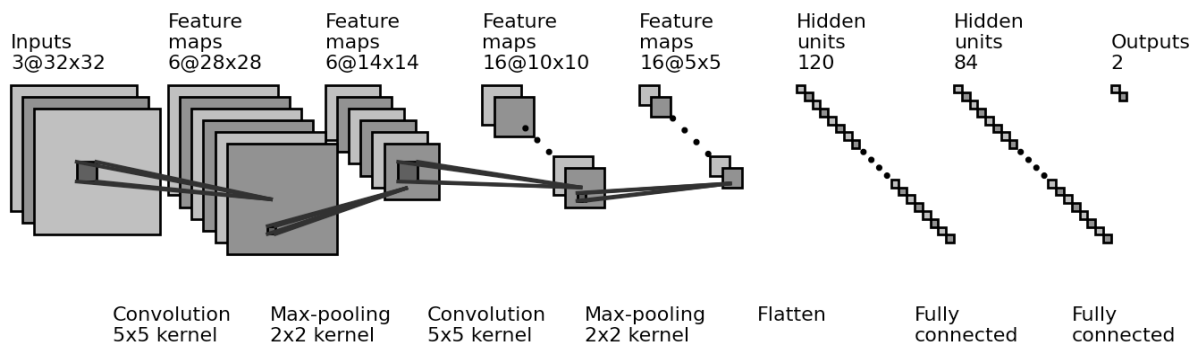 Inputs
3@32x32
Feature
maps
6@28x28
Feature
maps
6@14x14
Feature
maps
16@10x10
Feature
maps
16@5x5
Hidden
units
120
Hidden
units
84
Outputs
2
Convolution
5x5 kernel
Max-pooling
2x2 kernel
Convolution
5x5 kernel
Max-pooling
2x2 kernel
Flatten
Fully
connected
Fully
connected